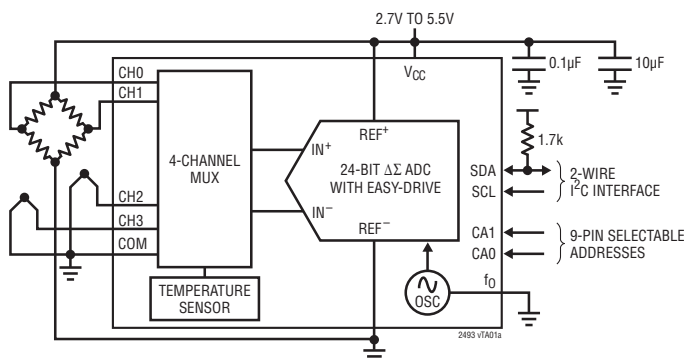 2.7V to 5.5V
CH0
CH1
VCC
0.1µF
10µF
1.7k
4-CHANNEL
MUX
IN+
REF+
24-BIT ΔΣ ADC
WITH EASY-DRIVE
IN–
REF–
SDA
SCL
2-WIRE
I2C INTERFACE
CH2
CH3
COM
CA1
CA0
9-PIN SELECTABLE
ADDRESSES
fO
TEMPERATURE
SENSOR
OSC
2493 vTA01a